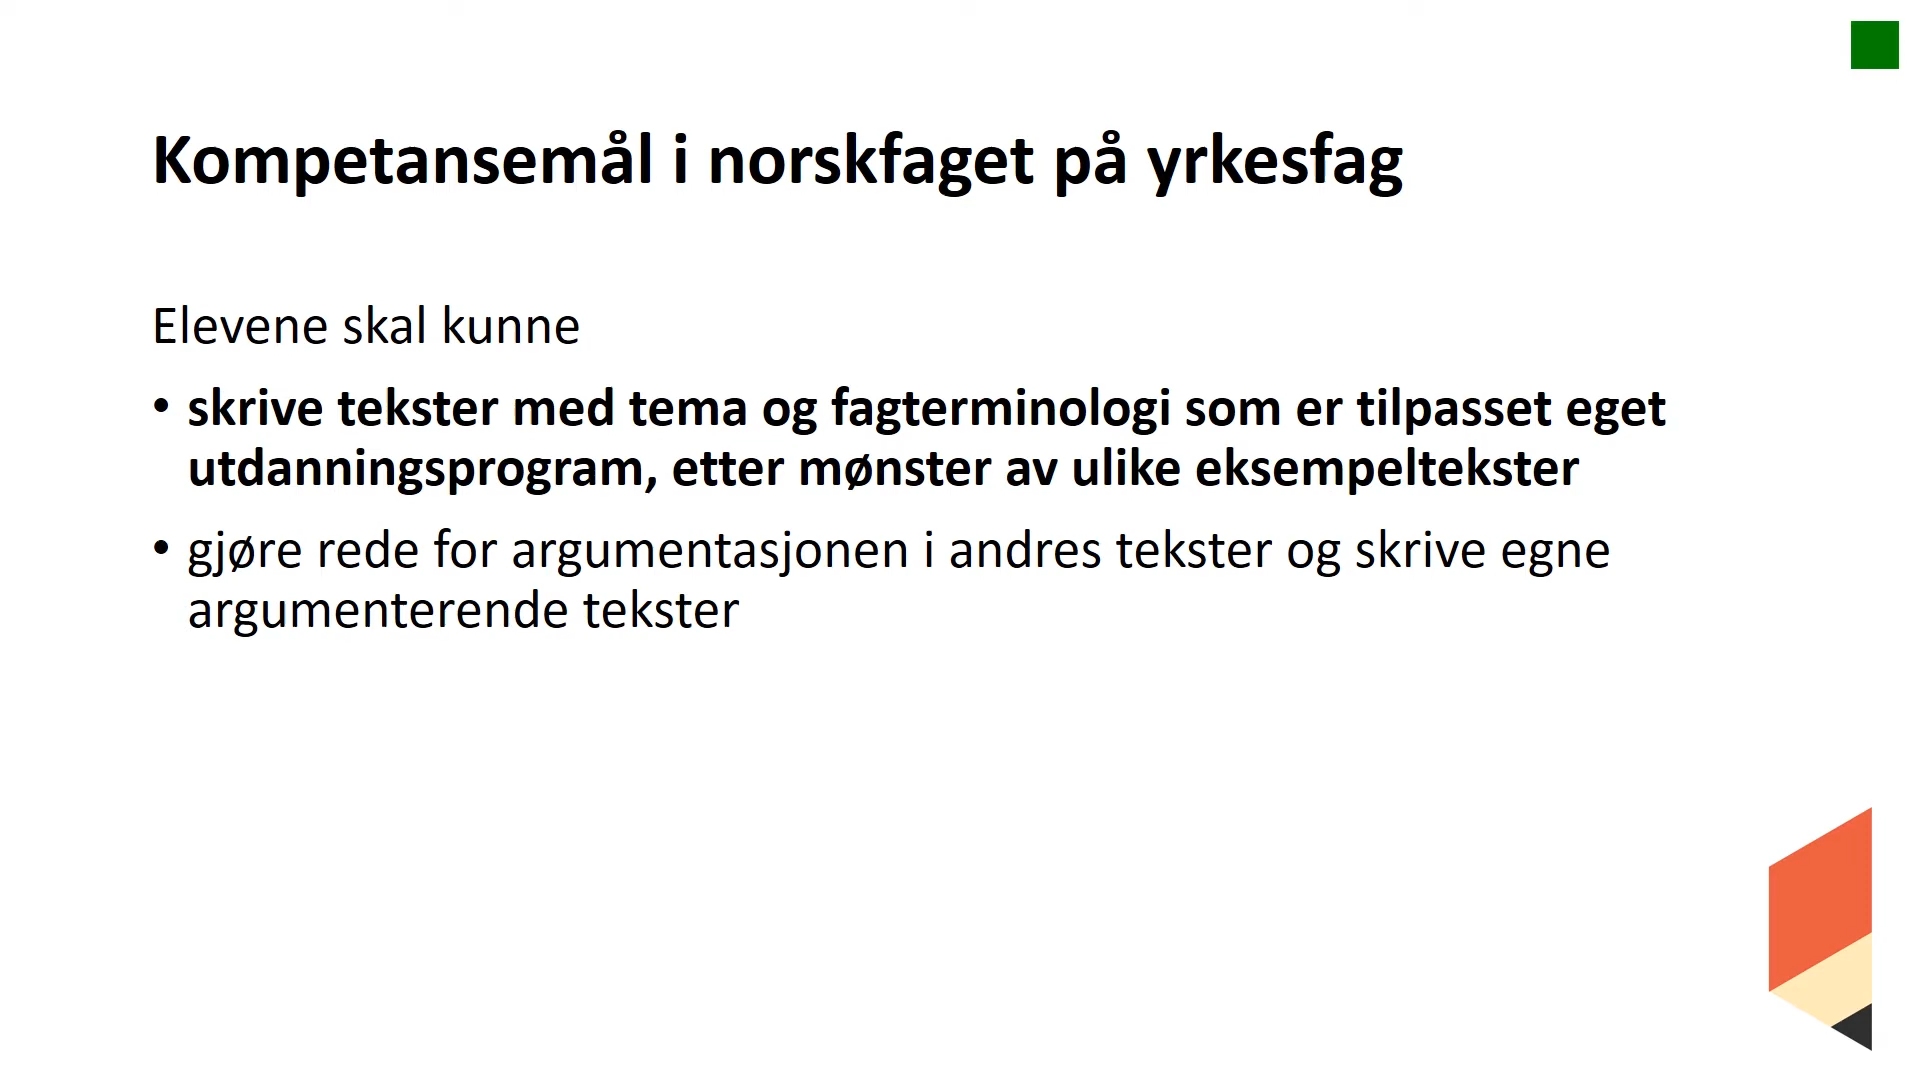 Kompetansemål i norskfaget på yrkesfag
Elevene skal kunne
• skrive tekster med tema og fagterminologi som er tilpasset eget
utdanningsprogram, etter mønster av ulike eksempeltekster
• gjøre rede for argumentasjonen i andres tekster og skrive egne
argumenterende tekster